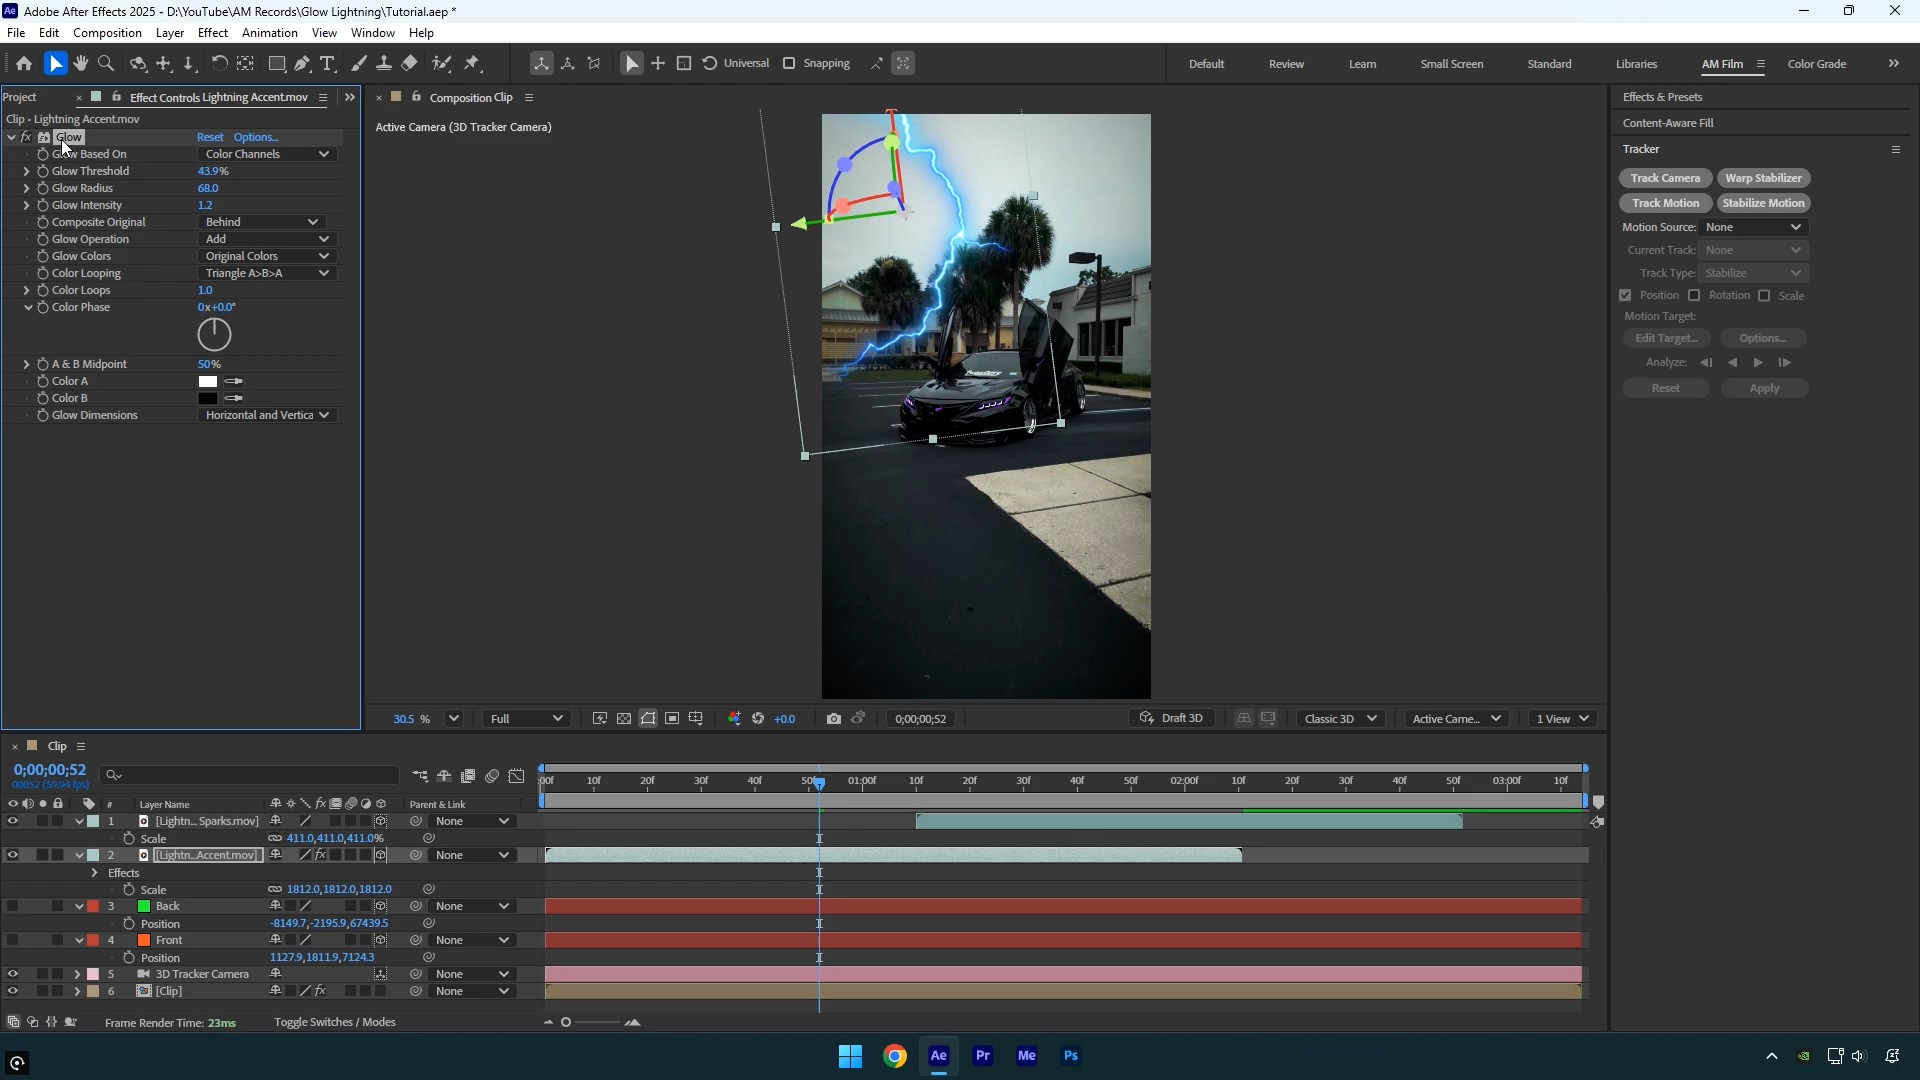 Adobe After Effects 2025 - D:\YouTube\AM Records\Glow Lightning\Tutorial.aep *
File Edit Composition Layer Effect Animation View Window Help
Universal Snapping Default Review Learn Small Screen Standard Libraries AM Film Color Grade
Project Effect Controls Lightning Accent.mov
Clip - Lightning Accent.mov
Glow Reset Options...
Glow Based On Color Channels
Glow Threshold 43.9%
Glow Radius 68.0
Glow Intensity 1.2
Composite Original Behind
Glow Operation Add
Glow Colors Original Colors
Color Looping Triangle A>B>A
Color Loops 1.0
Color Phase 0x+0.0°
A & B Midpoint 50%
Color A
Color B
Glow Dimensions Horizontal and Vertica
Composition Clip
Active Camera (3D Tracker Camera)
30.5 % Full +0.0 0;00;00;52 Draft 3D Classic 3D Active Came... 1 View
Effects & Presets
Content-Aware Fill
Tracker
Track Camera Warp Stabilizer
Track Motion Stabilize Motion
Motion Source: None
Current Track: None
Track Type: Stabilize
Position Rotation Scale
Motion Target:
Edit Target... Options...
Analyze:
Reset Apply
Clip
0;00;00;52
00052 (59.94 fps)
:00f 10f 20f 30f 40f 50f 01:00f 10f 20f 30f 40f 50f 02:00f 10f 20f 30f 40f 50f 03:00f 10f
# Layer Name Parent & Link
1 [Lightn... Sparks.mov] None
Scale 411.0,411.0,411.0%
2 [Lightn...Accent.mov] None
Effects
Scale 1812.0,1812.0,1812.0
3 Back None
Position -8149.7,-2195.9,67439.5
4 Front None
Position 1127.9,1811.9,7124.3
5 3D Tracker Camera None
6 [Clip] None
Frame Render Time: 23ms Toggle Switches / Modes
Ae Pr Me Ps